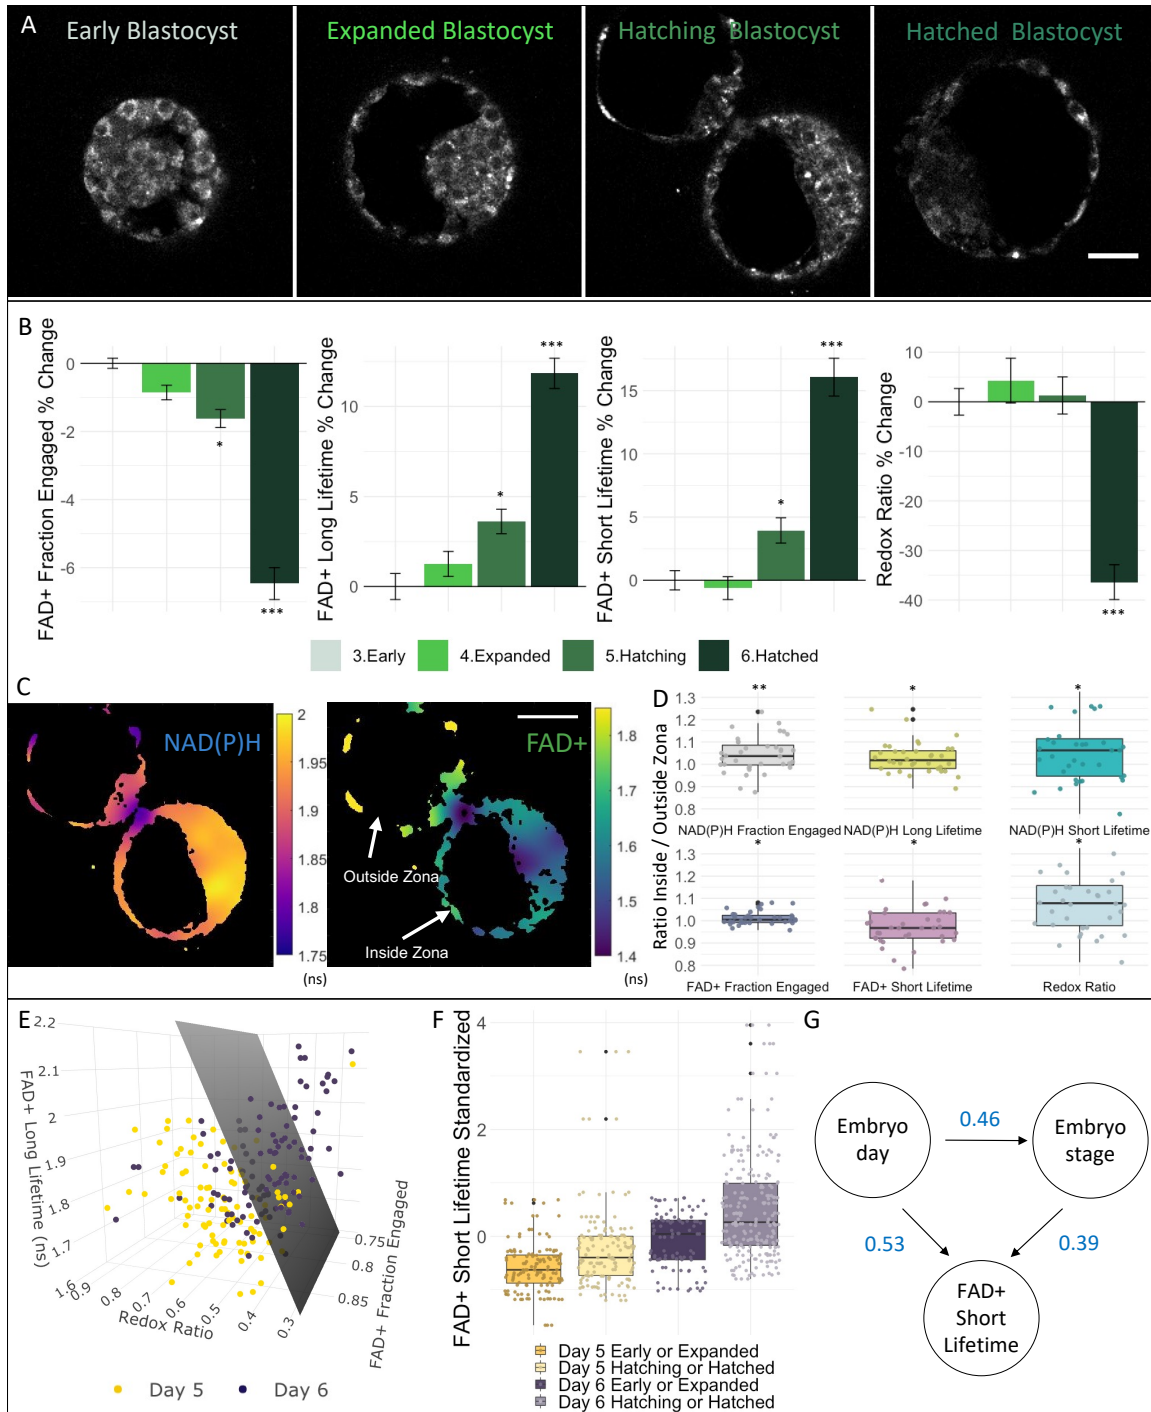 A
Early Blastocyst
Expanded Blastocyst
Hatching Blastocyst
Hatched Blastocyst
B
FAD+ Fraction Engaged % Change
0
-2
-4
-6
*
***
FAD+ Long Lifetime % Change
10
5
0
*
***
FAD+ Short Lifetime % Change
15
10
5
0
*
***
Redox Ratio % Change
10
0
-10
-20
-30
-40
***
3.Early
4.Expanded
5.Hatching
6.Hatched
C
NAD(P)H
2
1.95
1.9
1.85
1.8
1.75
(ns)
FAD+
Outside Zona
Inside Zona
1.8
1.7
1.6
1.5
1.4
(ns)
D
Ratio Inside / Outside Zona
1.3
1.2
1.1
1.0
0.9
0.8
**
*
*
NAD(P)H Fraction Engaged
NAD(P)H Long Lifetime
NAD(P)H Short Lifetime
1.3
1.2
1.1
1.0
0.9
0.8
*
*
*
FAD+ Fraction Engaged
FAD+ Short Lifetime
Redox Ratio
E
FAD+ Long Lifetime (ns)
2.2
2.1
2
1.9
1.8
1.7
1.6
0.9
0.8
0.7
0.6
0.5
0.4
0.3
Redox Ratio
0.75
0.8
0.85
FAD+ Fraction Engaged
Day 5
Day 6
F
FAD+ Short Lifetime Standardized
4
2
0
Day 5 Early or Expanded
Day 5 Hatching or Hatched
Day 6 Early or Expanded
Day 6 Hatching or Hatched
G
Embryo
day
0.46
Embryo
stage
0.53
0.39
FAD+
Short
Lifetime